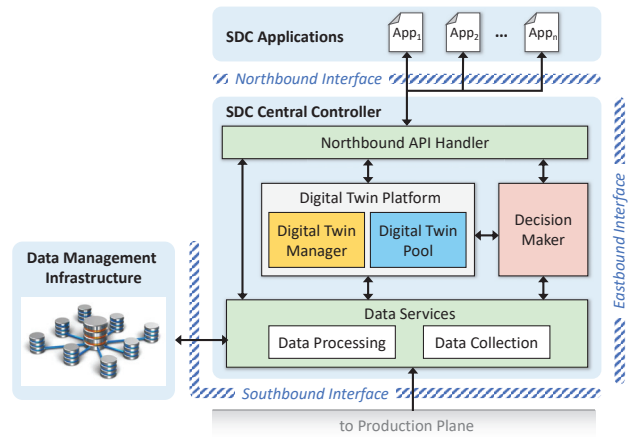 SDC Applications
App1
App2
...
Appn
Northbound Interface
SDC Central Controller
Northbound API Handler
Digital Twin Platform
Digital Twin
Manager
Digital Twin
Pool
Decision
Maker
Eastbound Interface
Data Management
Infrastructure
Data Services
Data Processing
Data Collection
Southbound Interface
to Production Plane